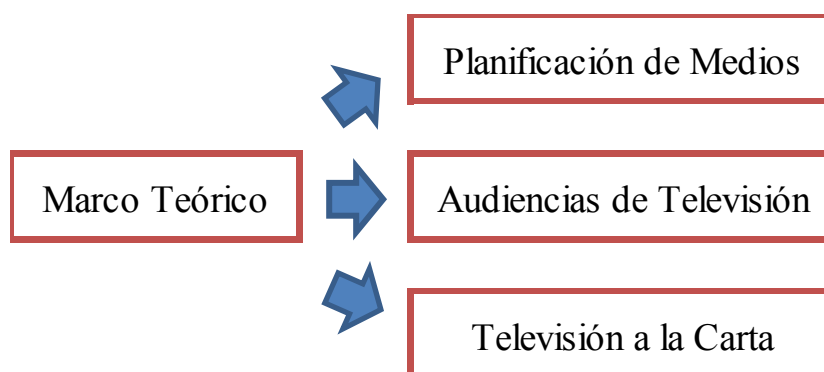 Planificación de Medios
Marco Teórico
Audiencias de Televisión
Televisión a la Carta